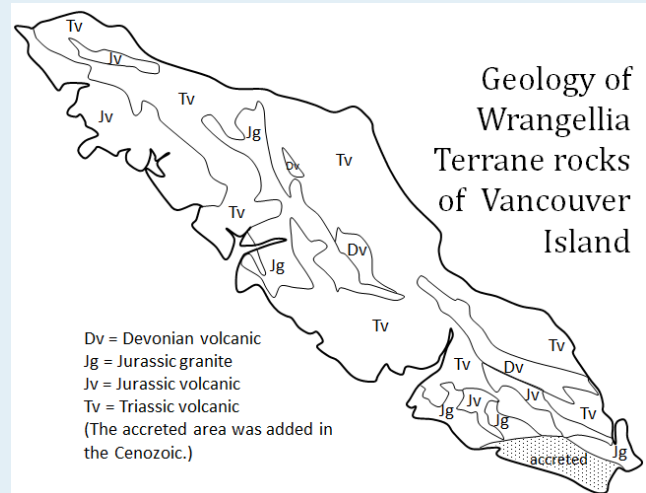 Geology of
Wrangellia
Terrane rocks
of Vancouver
Island
Tv
Jv
Tv
Jv
Jg
Dv
Tv
Tv
Dv
Jg
Tv
Tv
Tv
Dv
Jv
Jv
Tv
Jg
Jg
Jg
accreted
Dv = Devonian volcanic
Jg = Jurassic granite
Jv = Jurassic volcanic
Tv = Triassic volcanic
(The accreted area was added in
the Cenozoic.)